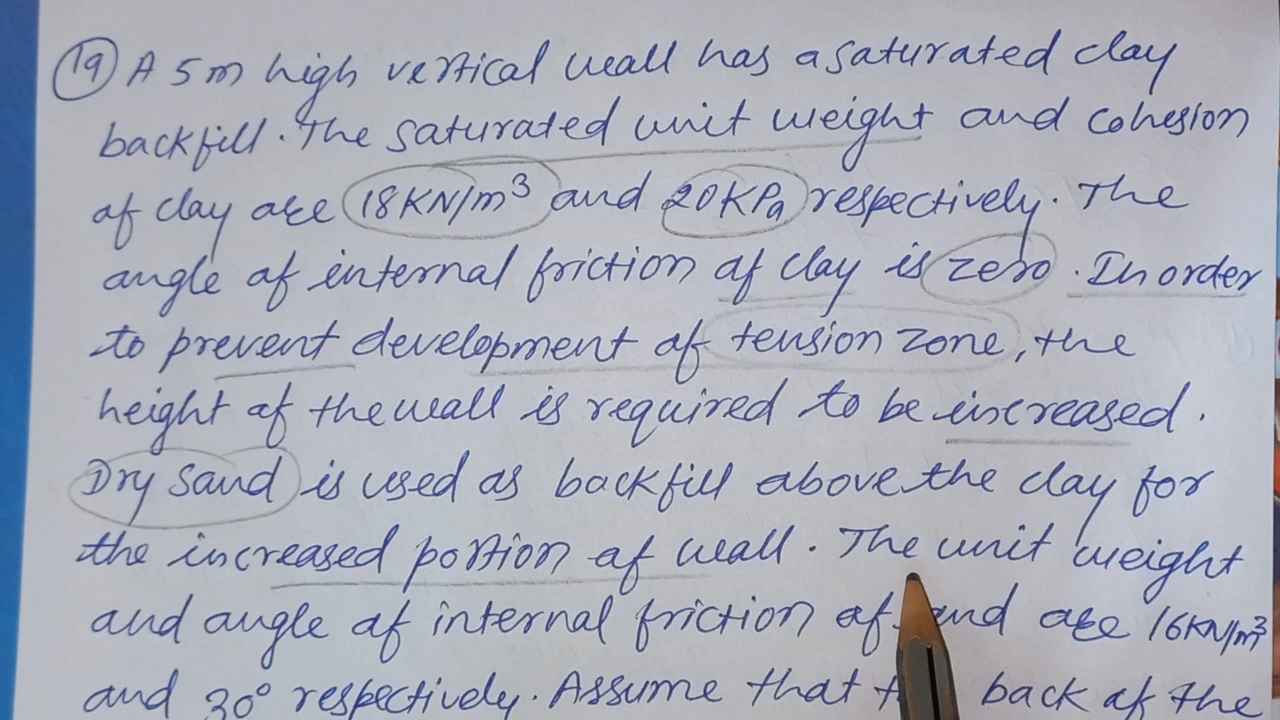 19 A 5m high vertical wall has a saturated clay
backfill. The saturated unit weight and cohesion
of clay are 18KN/m³ and 20KPa respectively. The
angle of internal friction of clay is zero. In order
to prevent development of tension zone, the
height of the wall is required to be increased.
Dry sand is used as backfill above the clay for
the increased portion of wall. The unit weight
and angle of internal friction of and are 16KN/m³
and 30° respectively. Assume that back of the